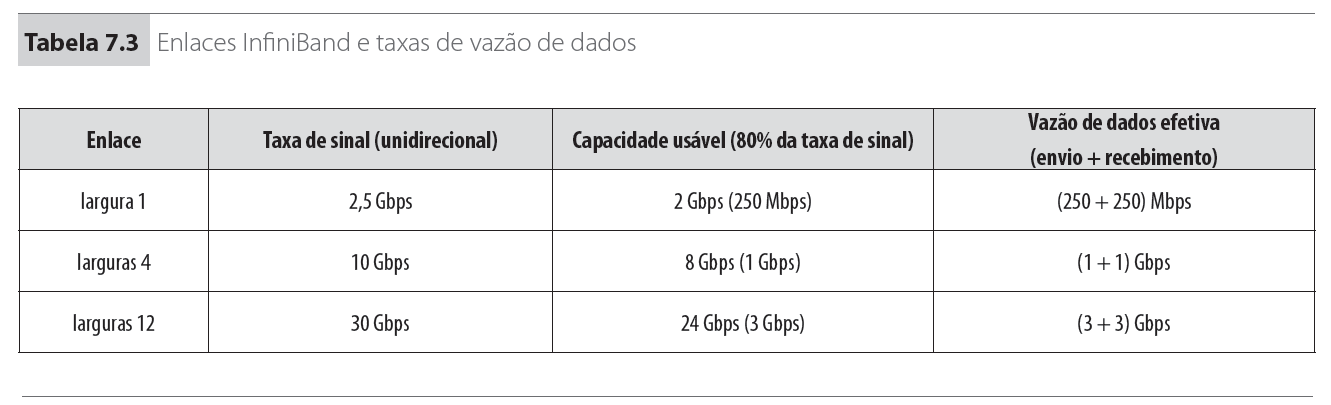 Tabela 7.3 Enlaces InfiniBand e taxas de vazão de dados
Enlace Taxa de sinal (unidirecional) Capacidade usável (80% da taxa de sinal) Vazão de dados efetiva
(envio + recebimento)
largura 1 2,5 Gbps 2 Gbps (250 Mbps) (250 + 250) Mbps
larguras 4 10 Gbps 8 Gbps (1 Gbps) (1 + 1) Gbps
larguras 12 30 Gbps 24 Gbps (3 Gbps) (3 + 3) Gbps